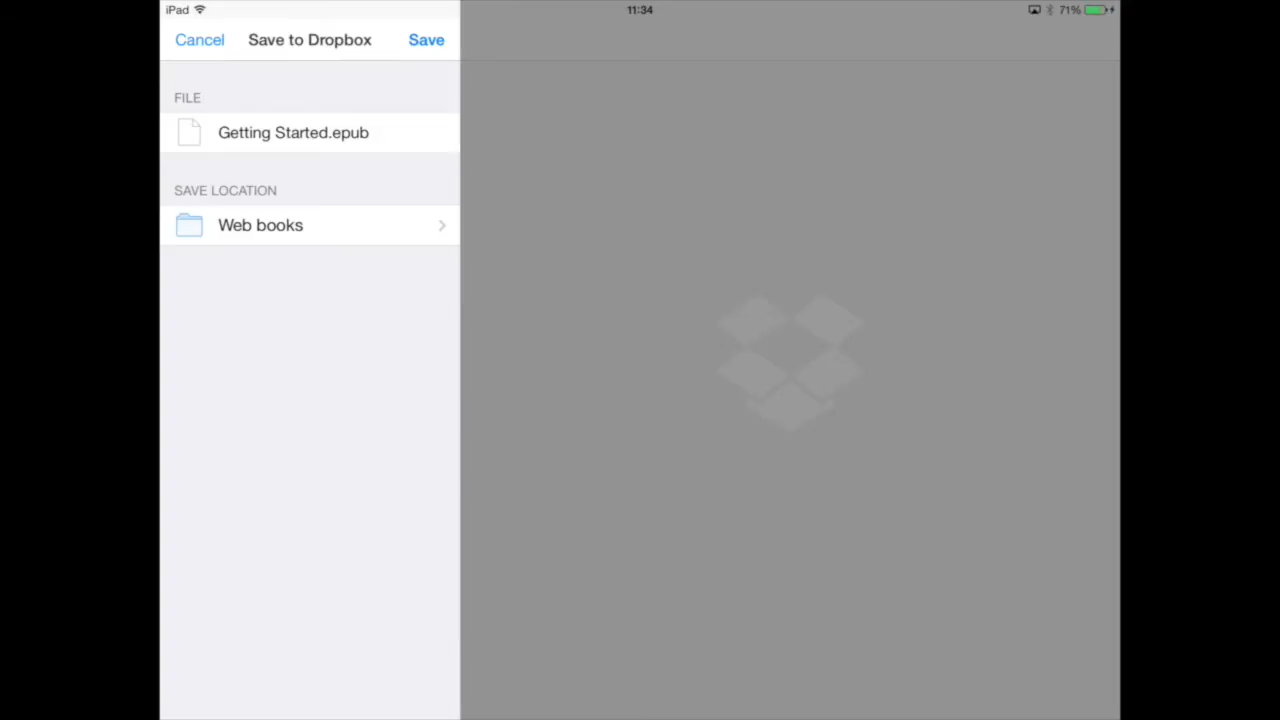 iPad
11:34
71%
Cancel
Save to Dropbox
Save
FILE
Getting Started.epub
SAVE LOCATION
Web books